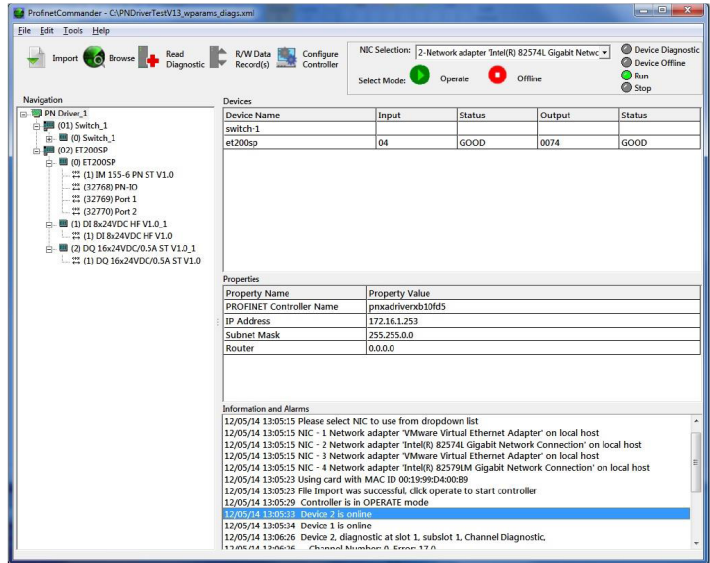 ProfinetCommander - C:\PNDriverTestV13_wparams_diags.xml
File Edit Tools Help
Import Browse Read Diagnostic R/W Data Record(s) Configure Controller
NIC Selection: 2-Network adapter 'Intel(R) 82574L Gigabit Netwc
Select Mode: Operate Offline
Device Diagnostic
Device Offline
Run
Stop
Navigation
PN Driver_1
(01) Switch_1
(0) Switch_1
(02) ET200SP
(0) ET200SP
(1) IM 155-6 PN ST V1.0
(32768) PN-IO
(32769) Port 1
(32770) Port 2
(1) DI 8x24VDC HF V1.0_1
(1) DI 8x24VDC HF V1.0
(2) DQ 16x24VDC/0.5A ST V1.0_1
(1) DQ 16x24VDC/0.5A ST V1.0
Devices
Device Name Input Status Output Status
switch-1
et200sp 04 GOOD 0074 GOOD
Properties
Property Name Property Value
PROFINET Controller Name pnxadriverxb10fd5
IP Address 172.16.1.253
Subnet Mask 255.255.0.0
Router 0.0.0.0
Information and Alarms
12/05/14 13:05:15 Please select NIC to use from dropdown list
12/05/14 13:05:15 NIC - 1 Network adapter 'VMware Virtual Ethernet Adapter' on local host
12/05/14 13:05:15 NIC - 2 Network adapter 'Intel(R) 82574L Gigabit Network Connection' on local host
12/05/14 13:05:15 NIC - 3 Network adapter 'VMware Virtual Ethernet Adapter' on local host
12/05/14 13:05:15 NIC - 4 Network adapter 'Intel(R) 82579LM Gigabit Network Connection' on local host
12/05/14 13:05:23 Using card with MAC ID 00:19:99:D4:00:B9
12/05/14 13:05:23 File Import was successful, click operate to start controller
12/05/14 13:05:29 Controller is in OPERATE mode
12/05/14 13:05:33 Device 2 is online
12/05/14 13:05:34 Device 1 is online
12/05/14 13:06:26 Device 2, diagnostic at slot 1, subslot 1, Channel Diagnostic,
12/05/14 13:06:26 Channel Number: 0, Error: 17.0